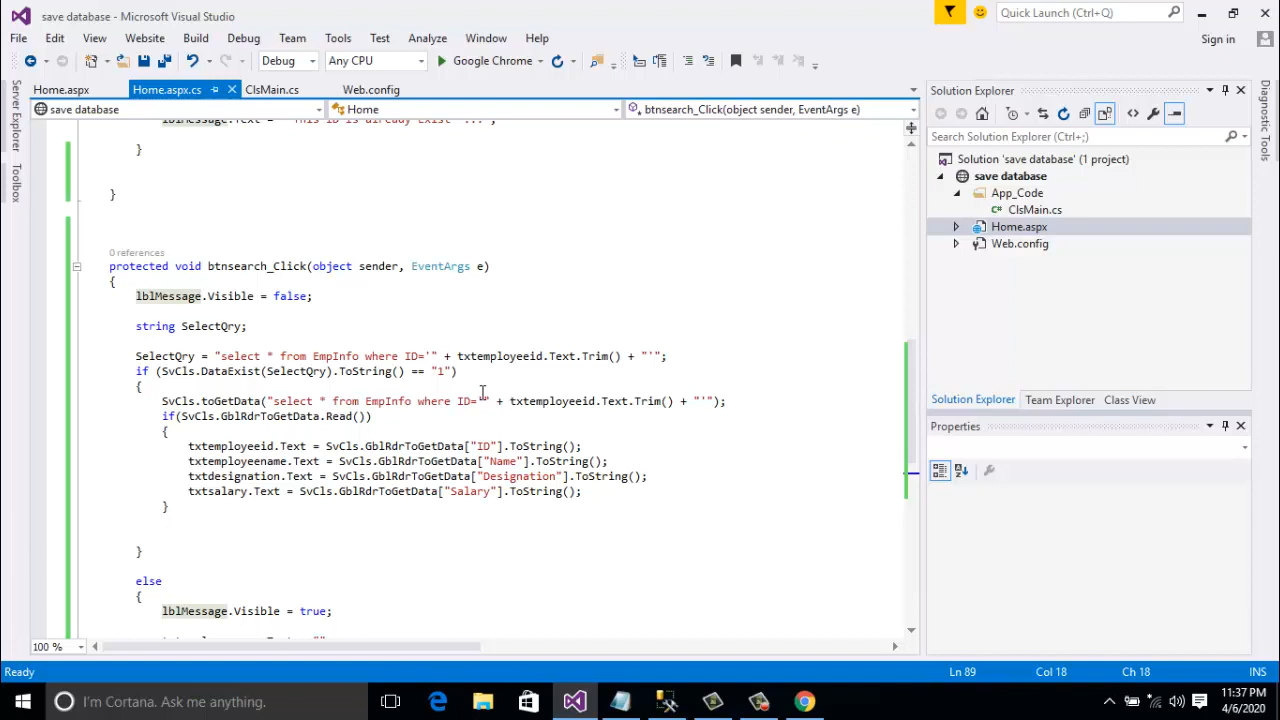 save database - Microsoft Visual Studio
Quick Launch (Ctrl+Q)
File Edit View Website Build Debug Team Tools Test Analyze Window Help
Sign in
Debug Any CPU Google Chrome
Home.aspx Home.aspx.cs ClsMain.cs Web.config
save database Home btnsearch_Click(object sender, EventArgs e)
Server Explorer
Toolbox
}
}
0 references
protected void btnsearch_Click(object sender, EventArgs e)
{
lblMessage.Visible = false;
string SelectQry;
SelectQry = "select * from EmpInfo where ID='" + txtemployeeid.Text.Trim() + "'";
if (SvCls.DataExist(SelectQry).ToString() == "1")
{
SvCls.toGetData("select * from EmpInfo where ID='" + txtemployeeid.Text.Trim() + "'");
if(SvCls.GblRdrToGetData.Read())
{
txtemployeeid.Text = SvCls.GblRdrToGetData["ID"].ToString();
txtemployeename.Text = SvCls.GblRdrToGetData["Name"].ToString();
txtdesignation.Text = SvCls.GblRdrToGetData["Designation"].ToString();
txtsalary.Text = SvCls.GblRdrToGetData["Salary"].ToString();
}
}
else
{
lblMessage.Visible = true;
100 %
Solution Explorer
Search Solution Explorer (Ctrl+;)
Solution 'save database' (1 project)
save database
App_Code
ClsMain.cs
Home.aspx
Web.config
Solution Explorer Team Explorer Class View
Properties
Diagnostic Tools
Ready Ln 89 Col 18 Ch 18 INS
I'm Cortana. Ask me anything.
11:37 PM
4/6/2020